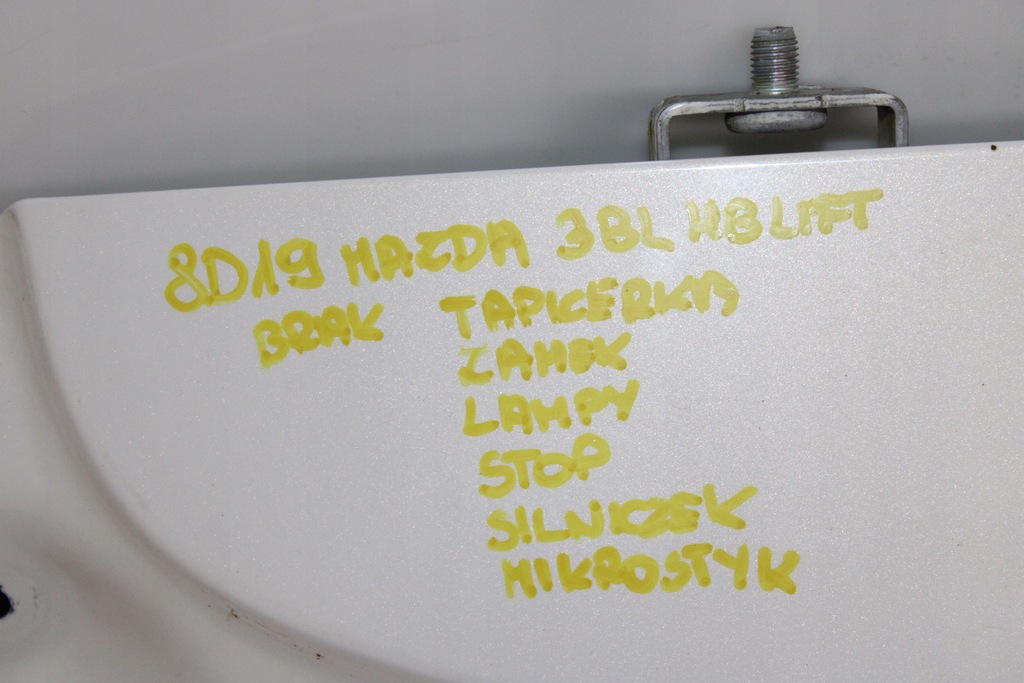 8D19 MAZDA 3BL HB LIFT
BRAK TAPICERKA
ZAMEK
LAMPY
STOP
SILNICZEK
MIKROSTYK